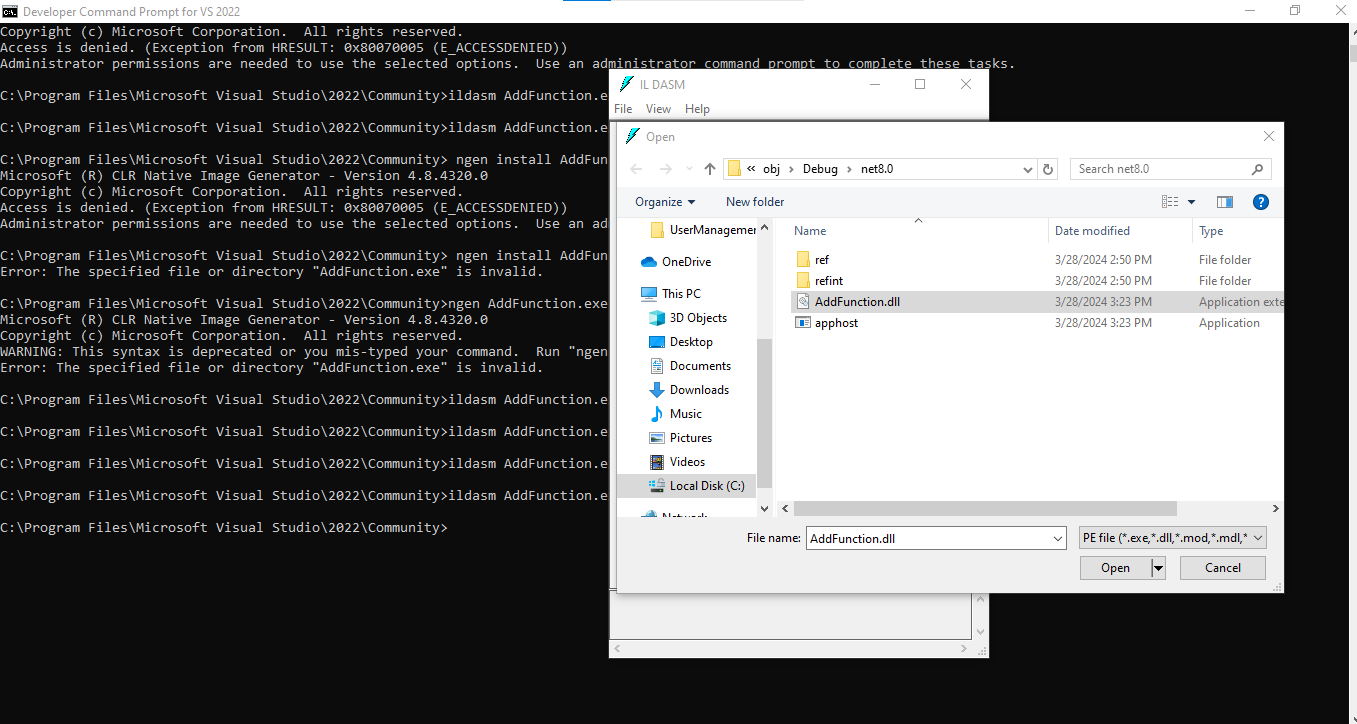 Developer Command Prompt for VS 2022
Copyright (c) Microsoft Corporation.  All rights reserved.
Access is denied. (Exception from HRESULT: 0x80070005 (E_ACCESSDENIED))
Administrator permissions are needed to use the selected options.  Use an administrator command prompt to complete these tasks.
C:\Program Files\Microsoft Visual Studio\2022\Community>ildasm AddFunction.e
C:\Program Files\Microsoft Visual Studio\2022\Community>ildasm AddFunction.e
C:\Program Files\Microsoft Visual Studio\2022\Community> ngen install AddFun
Microsoft (R) CLR Native Image Generator - Version 4.8.4320.0
Copyright (c) Microsoft Corporation.  All rights reserved.
Access is denied. (Exception from HRESULT: 0x80070005 (E_ACCESSDENIED))
Administrator permissions are needed to use the selected options.  Use an ad
C:\Program Files\Microsoft Visual Studio\2022\Community> ngen install AddFun
Error: The specified file or directory "AddFunction.exe" is invalid.
C:\Program Files\Microsoft Visual Studio\2022\Community>ngen AddFunction.exe
Microsoft (R) CLR Native Image Generator - Version 4.8.4320.0
Copyright (c) Microsoft Corporation.  All rights reserved.
WARNING: This syntax is deprecated or you mis-typed your command.  Run "ngen
Error: The specified file or directory "AddFunction.exe" is invalid.
C:\Program Files\Microsoft Visual Studio\2022\Community>ildasm AddFunction.e
C:\Program Files\Microsoft Visual Studio\2022\Community>ildasm AddFunction.e
C:\Program Files\Microsoft Visual Studio\2022\Community>ildasm AddFunction.e
C:\Program Files\Microsoft Visual Studio\2022\Community>ildasm AddFunction.e
C:\Program Files\Microsoft Visual Studio\2022\Community>
IL DASM
File View Help
Open
« obj > Debug > net8.0
Search net8.0
Organize New folder
UserManagemer
OneDrive
This PC
3D Objects
Desktop
Documents
Downloads
Music
Pictures
Videos
Local Disk (C:)
Network
Name Date modified Type
ref 3/28/2024 2:50 PM File folder
refint 3/28/2024 2:50 PM File folder
AddFunction.dll 3/28/2024 3:23 PM Application exte
apphost 3/28/2024 3:23 PM Application
File name: AddFunction.dll PE file (*.exe,*.dll,*.mod,*.mdl,*
Open Cancel